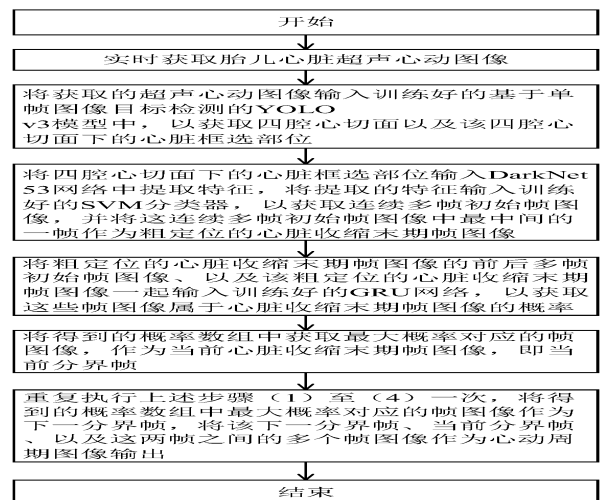 开始
实时获取胎儿心脏超声心动图像
将获取的超声心动图像输入训练好的基于单
帧图像目标检测的YOLO
v3模型中，以获取四腔心切面以及该四腔心
切面下的心脏框选部位
将四腔心切面下的心脏框选部位输入DarkNet
53网络中提取特征，将提取的特征输入训练
好的SVM分类器，以获取连续多帧初始帧图
像，并将这连续多帧初始帧图像中最中间的
一帧作为粗定位的心脏收缩末期帧图像
将粗定位的心脏收缩末期帧图像的前后多帧
初始帧图像、以及该粗定位的心脏收缩末期
帧图像一起输入训练好的GRU网络，以获取
这些帧图像属于心脏收缩末期帧图像的概率
将得到的概率数组中获取最大概率对应的帧
图像，作为当前心脏收缩末期帧图像，即当
前分界帧
重复执行上述步骤（1）至（4）一次，将得
到的概率数组中最大概率对应的帧图像作为
下一分界帧，将该下一分界帧、当前分界帧
、以及这两帧之间的多个帧图像作为心动周
期图像输出
结束